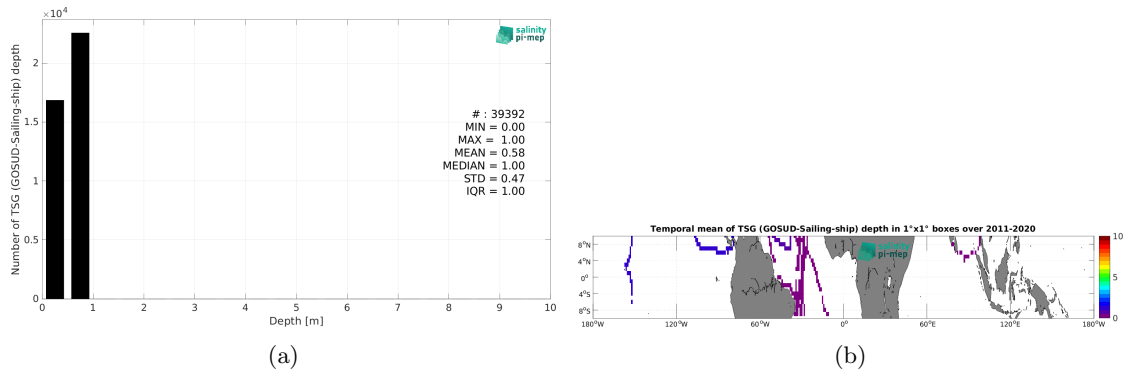 ×10⁴
salinity
pi-mep
2
1.5
1
0.5
0
Number of TSG (GOSUD-Sailing-ship) depth
# : 39392
MIN = 0.00
MAX = 1.00
MEAN = 0.58
MEDIAN = 1.00
STD = 0.47
IQR = 1.00
0 1 2 3 4 5 6 7 8 9 10
Depth [m]
(a)
Temporal mean of TSG (GOSUD-Sailing-ship) depth in 1°x1° boxes over 2011-2020
salinity
pi-mep
8°N
4°N
0°
4°S
8°S
180°W 120°W 60°W 0° 60°E 120°E 180°W
10
5
0
(b)